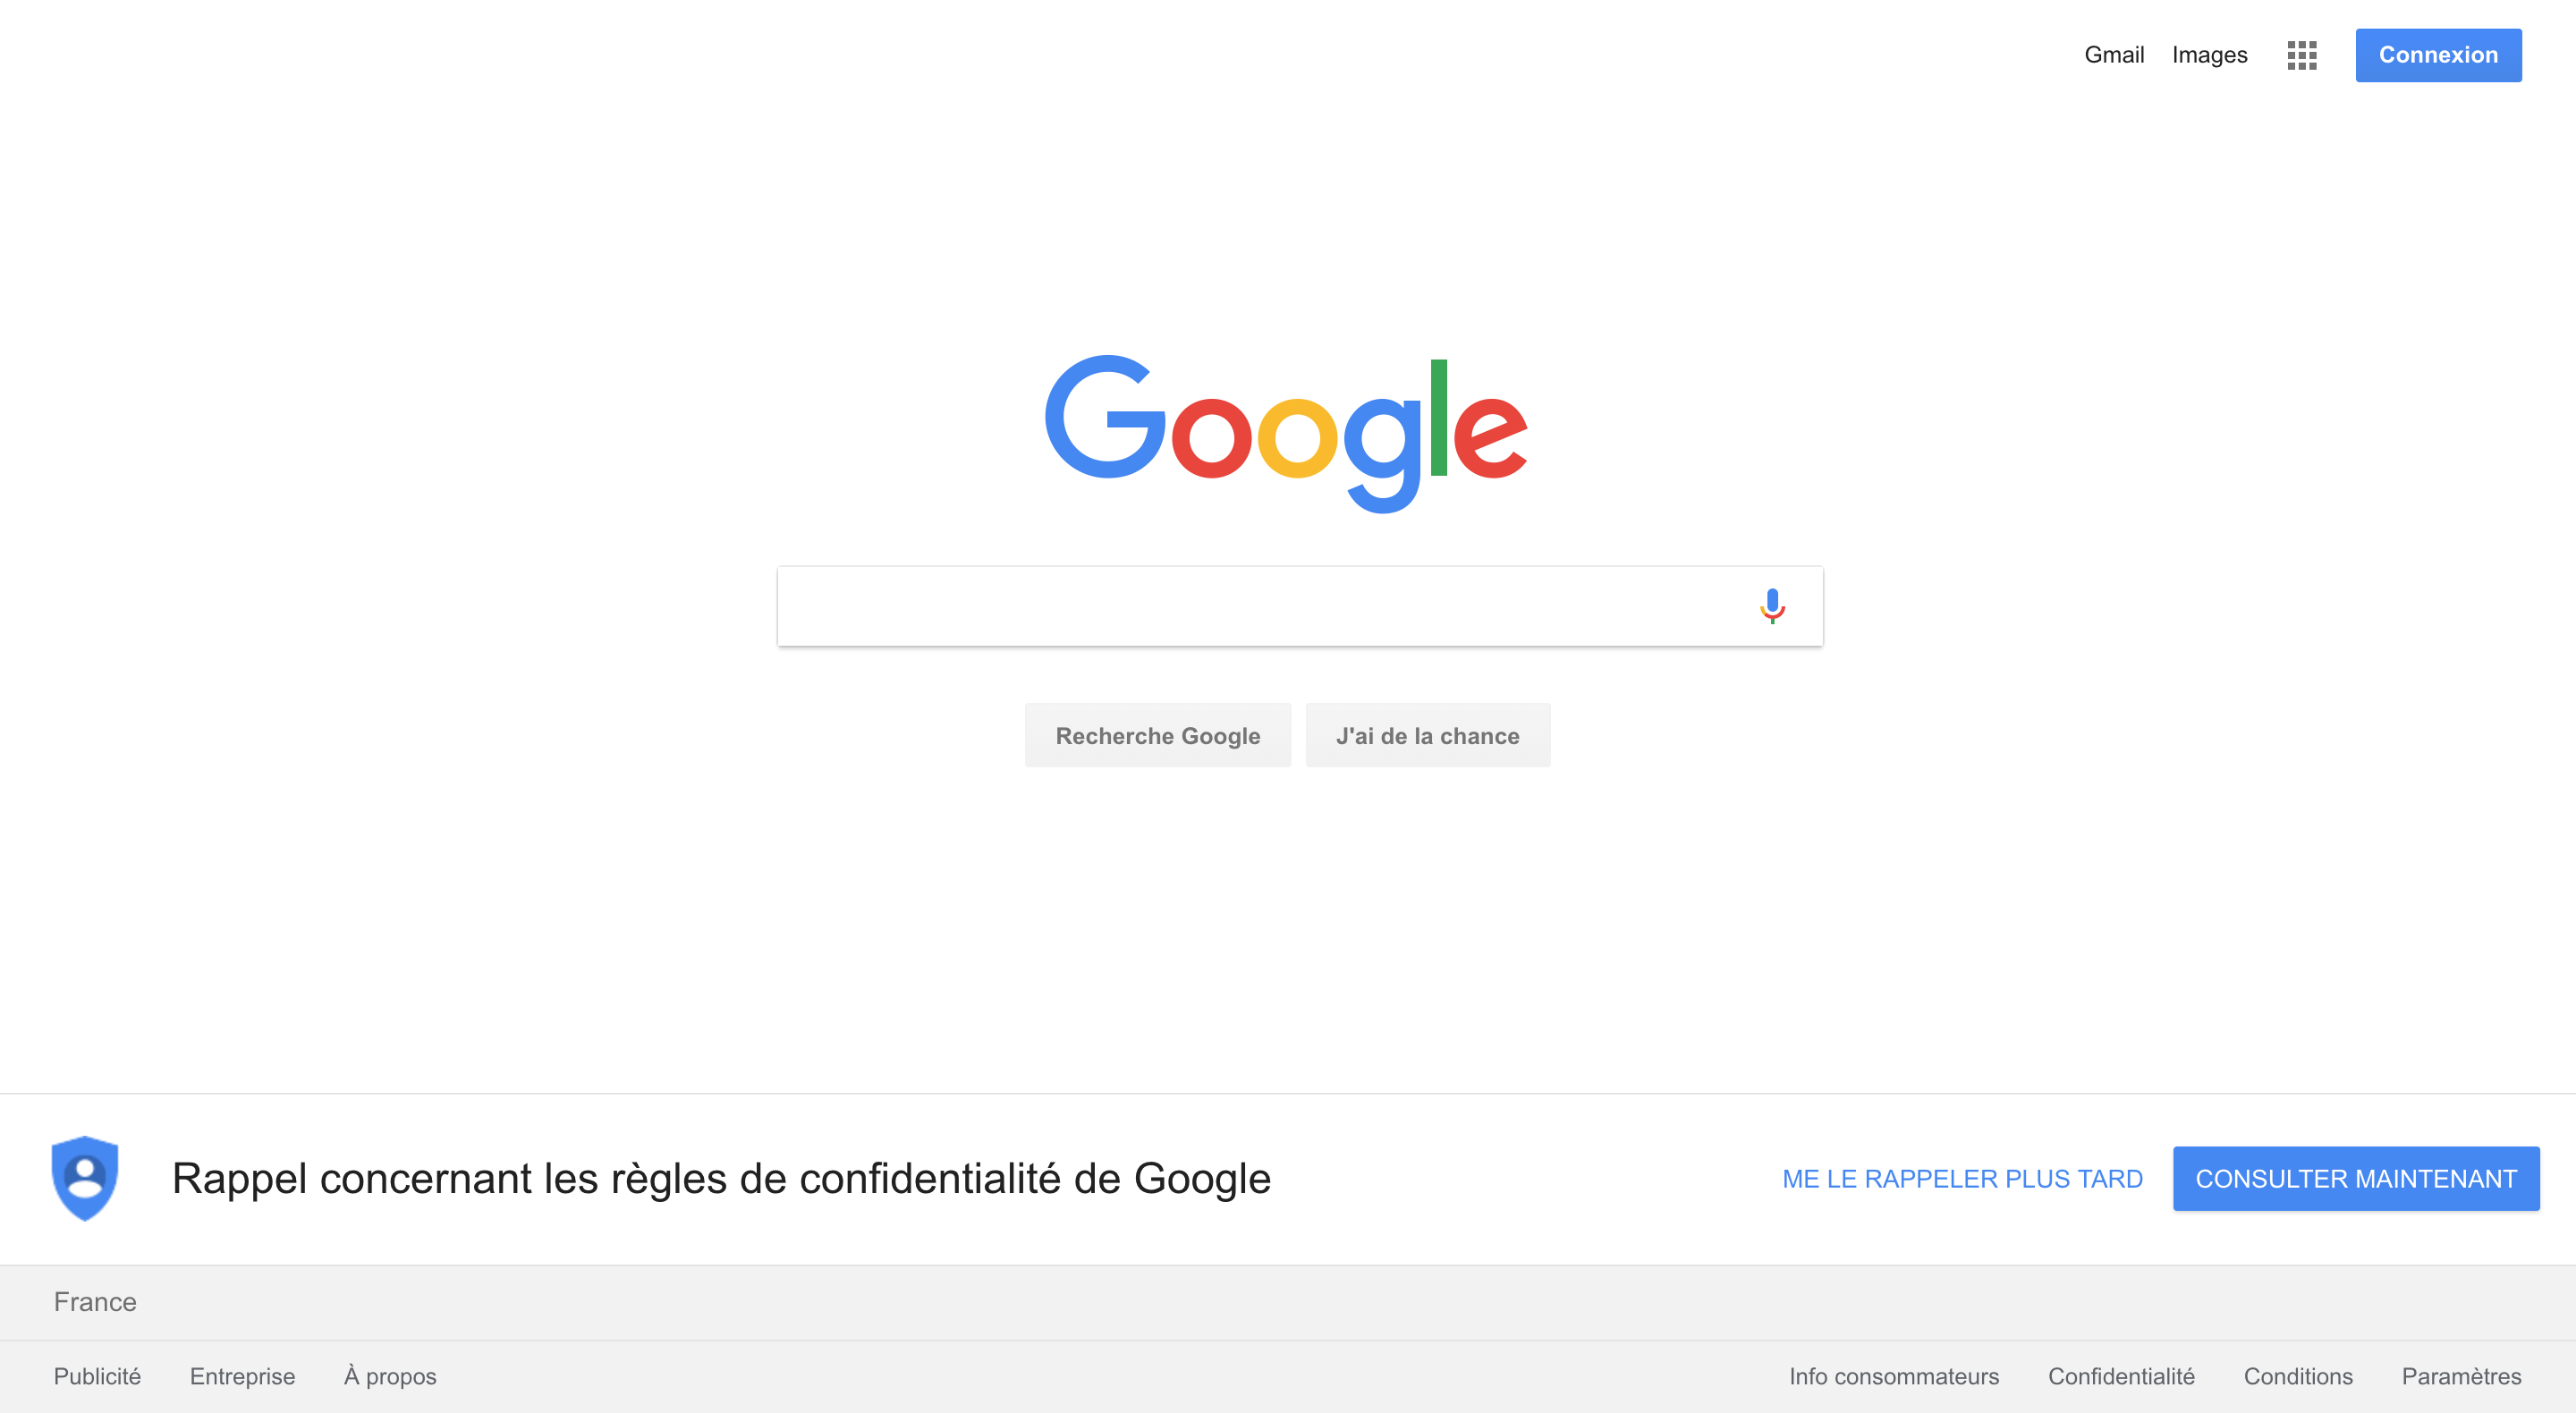 Gmail Images Connexion
Google
Recherche Google J'ai de la chance
Rappel concernant les règles de confidentialité de Google ME LE RAPPELER PLUS TARD CONSULTER MAINTENANT
France
Publicité Entreprise À propos Info consommateurs Confidentialité Conditions Paramètres